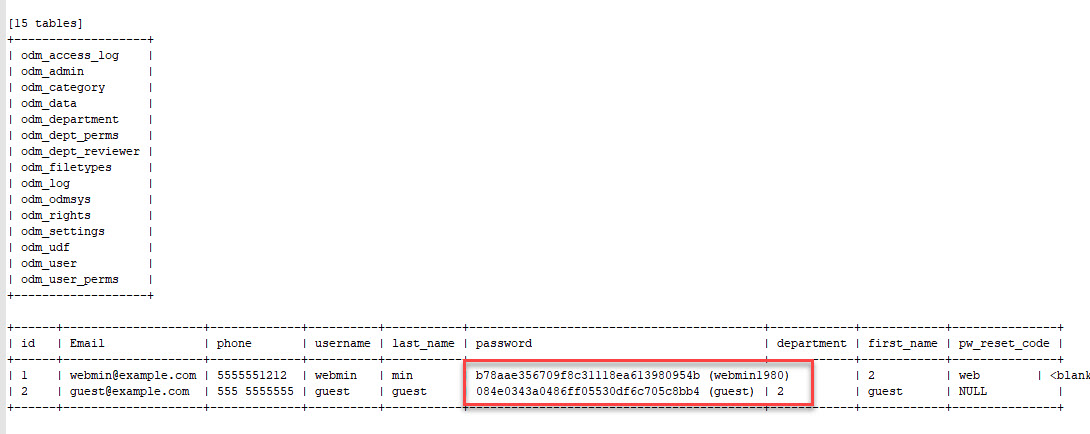 [15 tables]
+-------------------+
| odm_access_log |
| odm_admin |
| odm_category |
| odm_data |
| odm_department |
| odm_dept_perms |
| odm_dept_reviewer |
| odm_filetypes |
| odm_log |
| odm_odmsys |
| odm_rights |
| odm_settings |
| odm_udf |
| odm_user |
| odm_user_perms |
+-------------------+
| id | Email | phone | username | last_name | password | department | first_name | pw_reset_code |
| 1 | webmin@example.com | 5555551212 | webmin | min | b78aae356709f8c31118ea613980954b (webmin1980) | 2 | web | <blank
| 2 | guest@example.com | 555 5555555 | guest | guest | 084e0343a0486ff05530df6c705c8bb4 (guest) | 2 | guest | NULL |